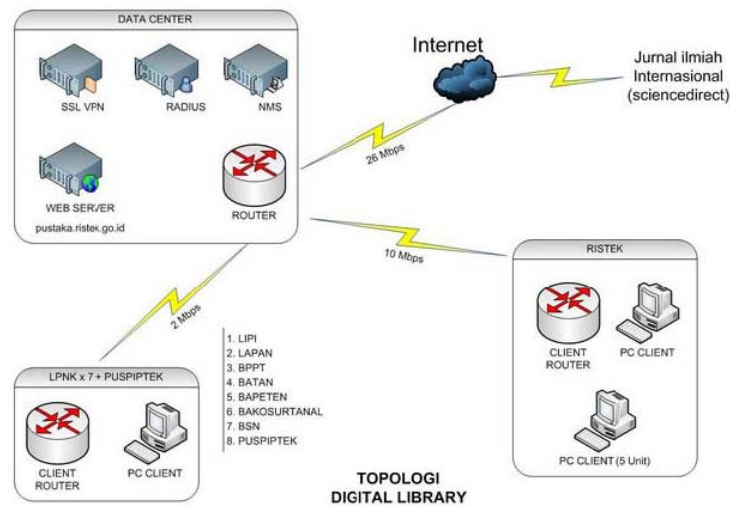 DATA CENTER
SSL VPN
RADIUS
NMS
WEB SERVER
pustaka.ristek.go.id
ROUTER
Internet
Jurnal ilmiah
Internasional
(sciencedirect)
26 Mbps
10 Mbps
2 Mbps
RISTEK
CLIENT
ROUTER
PC CLIENT
PC CLIENT (5 Unit)
LPNK x 7 + PUSPIPTEK
CLIENT
ROUTER
PC CLIENT
1. LIPI
2. LAPAN
3. BPPT
4. BATAN
5. BAPETEN
6. BAKOSURTANAL
7. BSN
8. PUSPIPTEK
TOPOLOGI
DIGITAL LIBRARY